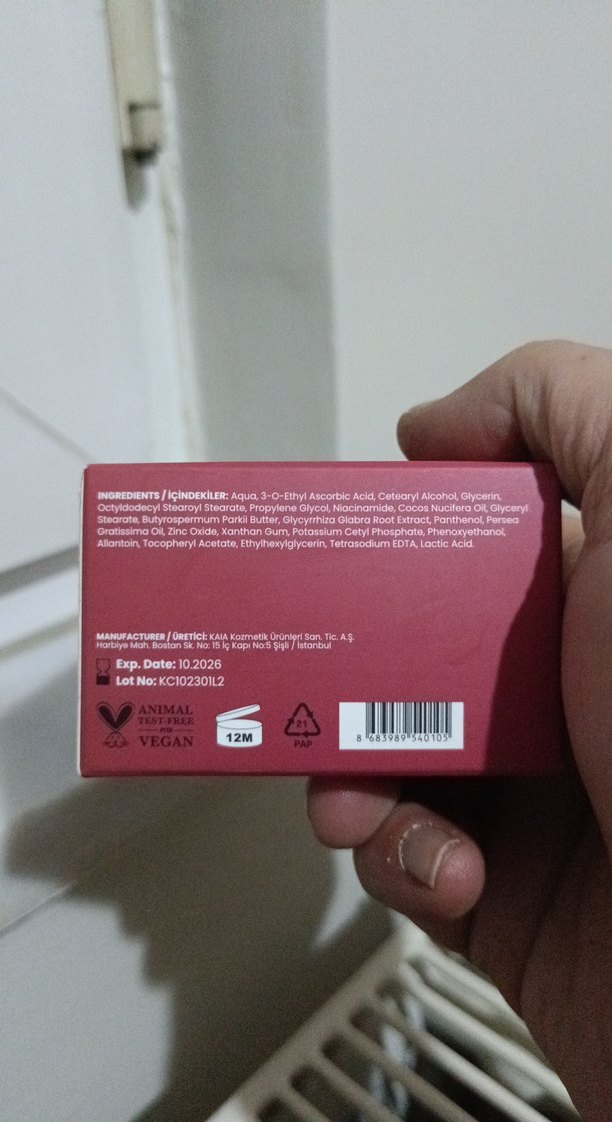 INGREDIENTS / İÇİNDEKİLER: Aqua, 3-O-Ethyl Ascorbic Acid, Cetearyl Alcohol, Glycerin,
Octyldodecyl Stearoyl Stearate, Propylene Glycol, Niacinamide, Cocos Nucifera Oil, Glyceryl
Stearate, Butyrospermum Parkii Butter, Glycyrrhiza Glabra Root Extract, Panthenol, Persea
Gratissima Oil, Zinc Oxide, Xanthan Gum, Potassium Cetyl Phosphate, Phenoxyethanol,
Allantoin, Tocopheryl Acetate, Ethylhexylglycerin, Tetrasodium EDTA, Lactic Acid.
MANUFACTURER / ÜRETİCİ: KAIA Kozmetik Ürünleri San. Tic. A.Ş.
Harbiye Mah. Bostan Sk. No: 15 İç Kapı No:5 Şişli / İstanbul
Exp. Date: 10.2026
Lot No: KC102301L2
ANIMAL
TEST-FREE
PETA
VEGAN
12M
21
PAP
8 683989 540105